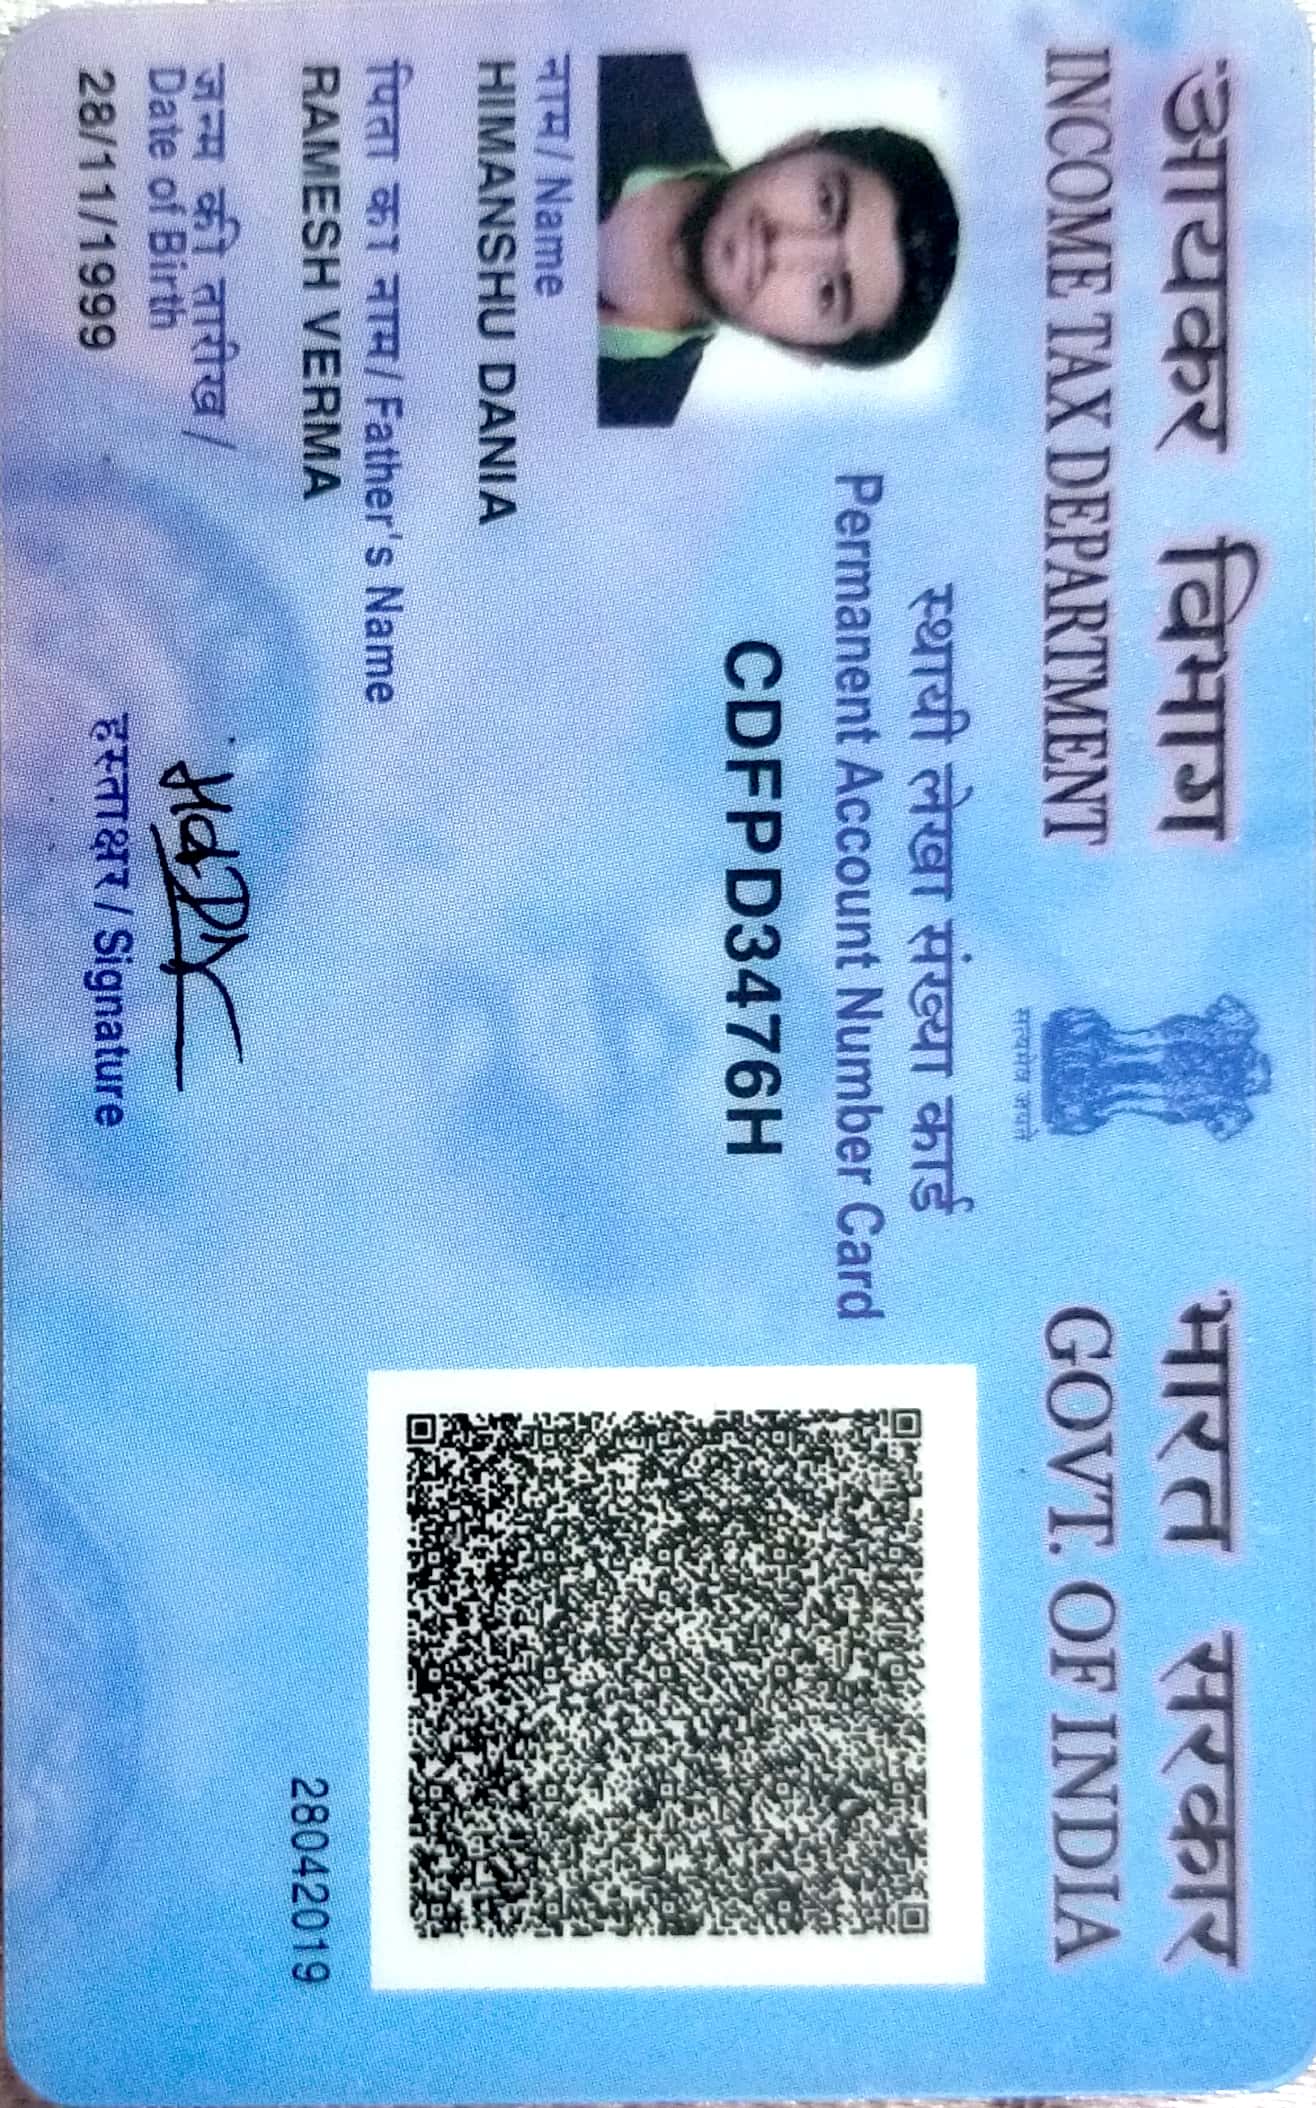 आयकर विभाग
INCOME TAX DEPARTMENT
सत्यमेव जयते
भारत सरकार
GOVT. OF INDIA
स्थायी लेखा संख्या कार्ड
Permanent Account Number Card
CDFPD3476H
नाम / Name
HIMANSHU DANIA
पिता का नाम / Father's Name
RAMESH VERMA
जन्म की तारीख /
Date of Birth
28/11/1999
हस्ताक्षर / Signature
28042019